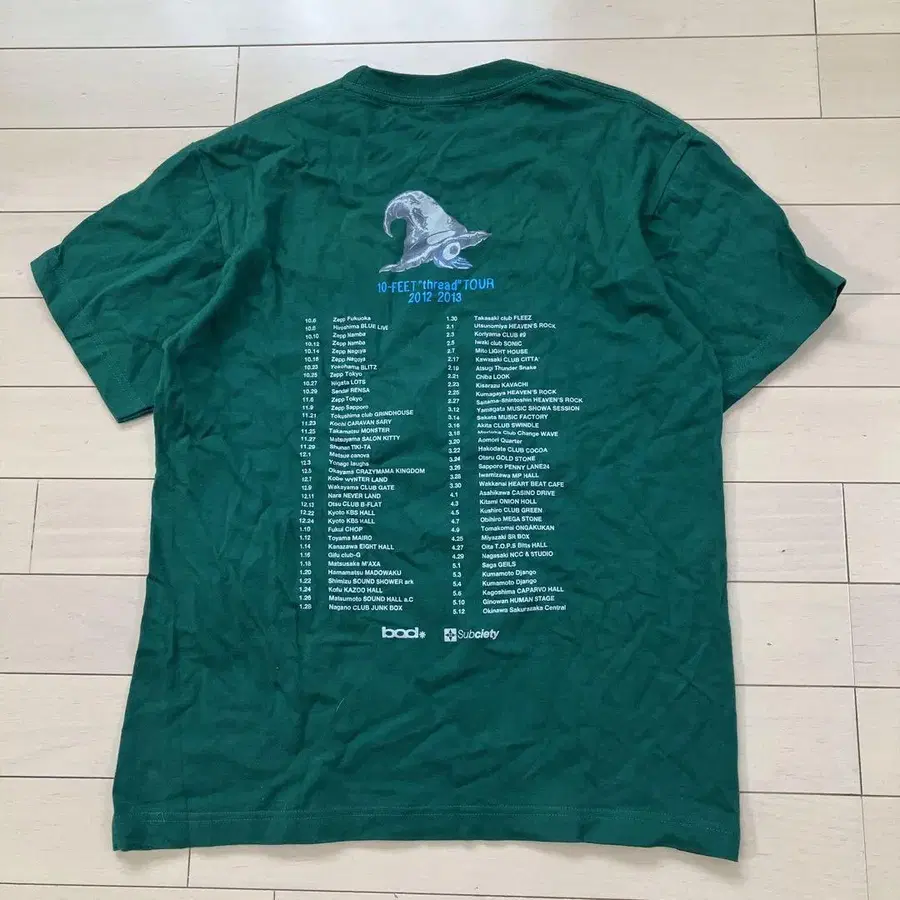 10-FEET "thread" TOUR
2012-2013
10.6 Zepp Fukuoka
10.8 Hiroshima BLUE LIVE
10.10 Zepp Namba
10.12 Zepp Namba
10.14 Zepp Nagoya
10.18 Zepp Nagoya
10.23 Yokohama BLITZ
10.25 Zepp Tokyo
10.27 Niigata LOTS
10.29 Sendai RENSA
11.6 Zepp Tokyo
11.9 Zepp Sapporo
11.21 Tokushima club GRINDHOUSE
11.23 Kochi CARAVAN SARY
11.25 Takamatsu MONSTER
11.27 Matsuyama SALON KITTY
11.29 Shunan TIKI-TA
12.1 Matsue canova
12.3 Yonago laughs
12.5 Okayama CRAZYMAMA KINGDOM
12.7 Kobe WYNTER LAND
12.9 Wakayama CLUB GATE
12.11 Nara NEVER LAND
12.13 Otsu CLUB B-FLAT
12.22 Kyoto KBS HALL
12.24 Kyoto KBS HALL
1.10 Fukui CHOP
1.12 Toyama MAIRO
1.14 Kanazawa EIGHT HALL
1.16 Gifu club-G
1.18 Matsusaka M'AXA
1.20 Hamamatsu MADOWAKU
1.22 Shimizu SOUND SHOWER ark
1.24 Kofu KAZOO HALL
1.26 Matsumoto SOUND HALL a.C
1.28 Nagano CLUB JUNK BOX
1.30 Takasaki club FLEEZ
2.1 Utsunomiya HEAVEN'S ROCK
2.3 Koriyama CLUB #9
2.5 Iwaki club SONIC
2.7 Mito LIGHT HOUSE
2.17 Kawasaki CLUB CITTA'
2.19 Atsugi Thunder Snake
2.21 Chiba LOOK
2.23 Kisarazu KAVACHI
2.25 Kumagaya HEAVEN'S ROCK
2.27 Saitama-Shintoshin HEAVEN'S ROCK
3.12 Yamagata MUSIC SHOWA SESSION
3.14 Sakata MUSIC FACTORY
3.16 Akita CLUB SWINDLE
3.18 Morioka Club Change WAVE
3.20 Aomori Quarter
3.22 Hakodate CLUB COCOA
3.24 Otaru GOLD STONE
3.26 Sapporo PENNY LANE24
3.28 Iwamizawa MP HALL
3.30 Wakkanai HEART BEAT CAFE
4.1 Asahikawa CASINO DRIVE
4.3 Kitami ONION HOLL
4.5 Kushiro CLUB GREEN
4.7 Obihiro MEGA STONE
4.9 Tomakomai ONGAKUKAN
4.25 Miyazaki SR BOX
4.27 Oita T.O.P.S Bitts HALL
4.29 Nagasaki NCC & STUDIO
5.1 Saga GEILS
5.3 Kumamoto Django
5.4 Kumamoto Django
5.6 Kagoshima CAPARVO HALL
5.10 Ginowan HUMAN STAGE
5.12 Okinawa Sakurazaka Central
bad*
Subciety